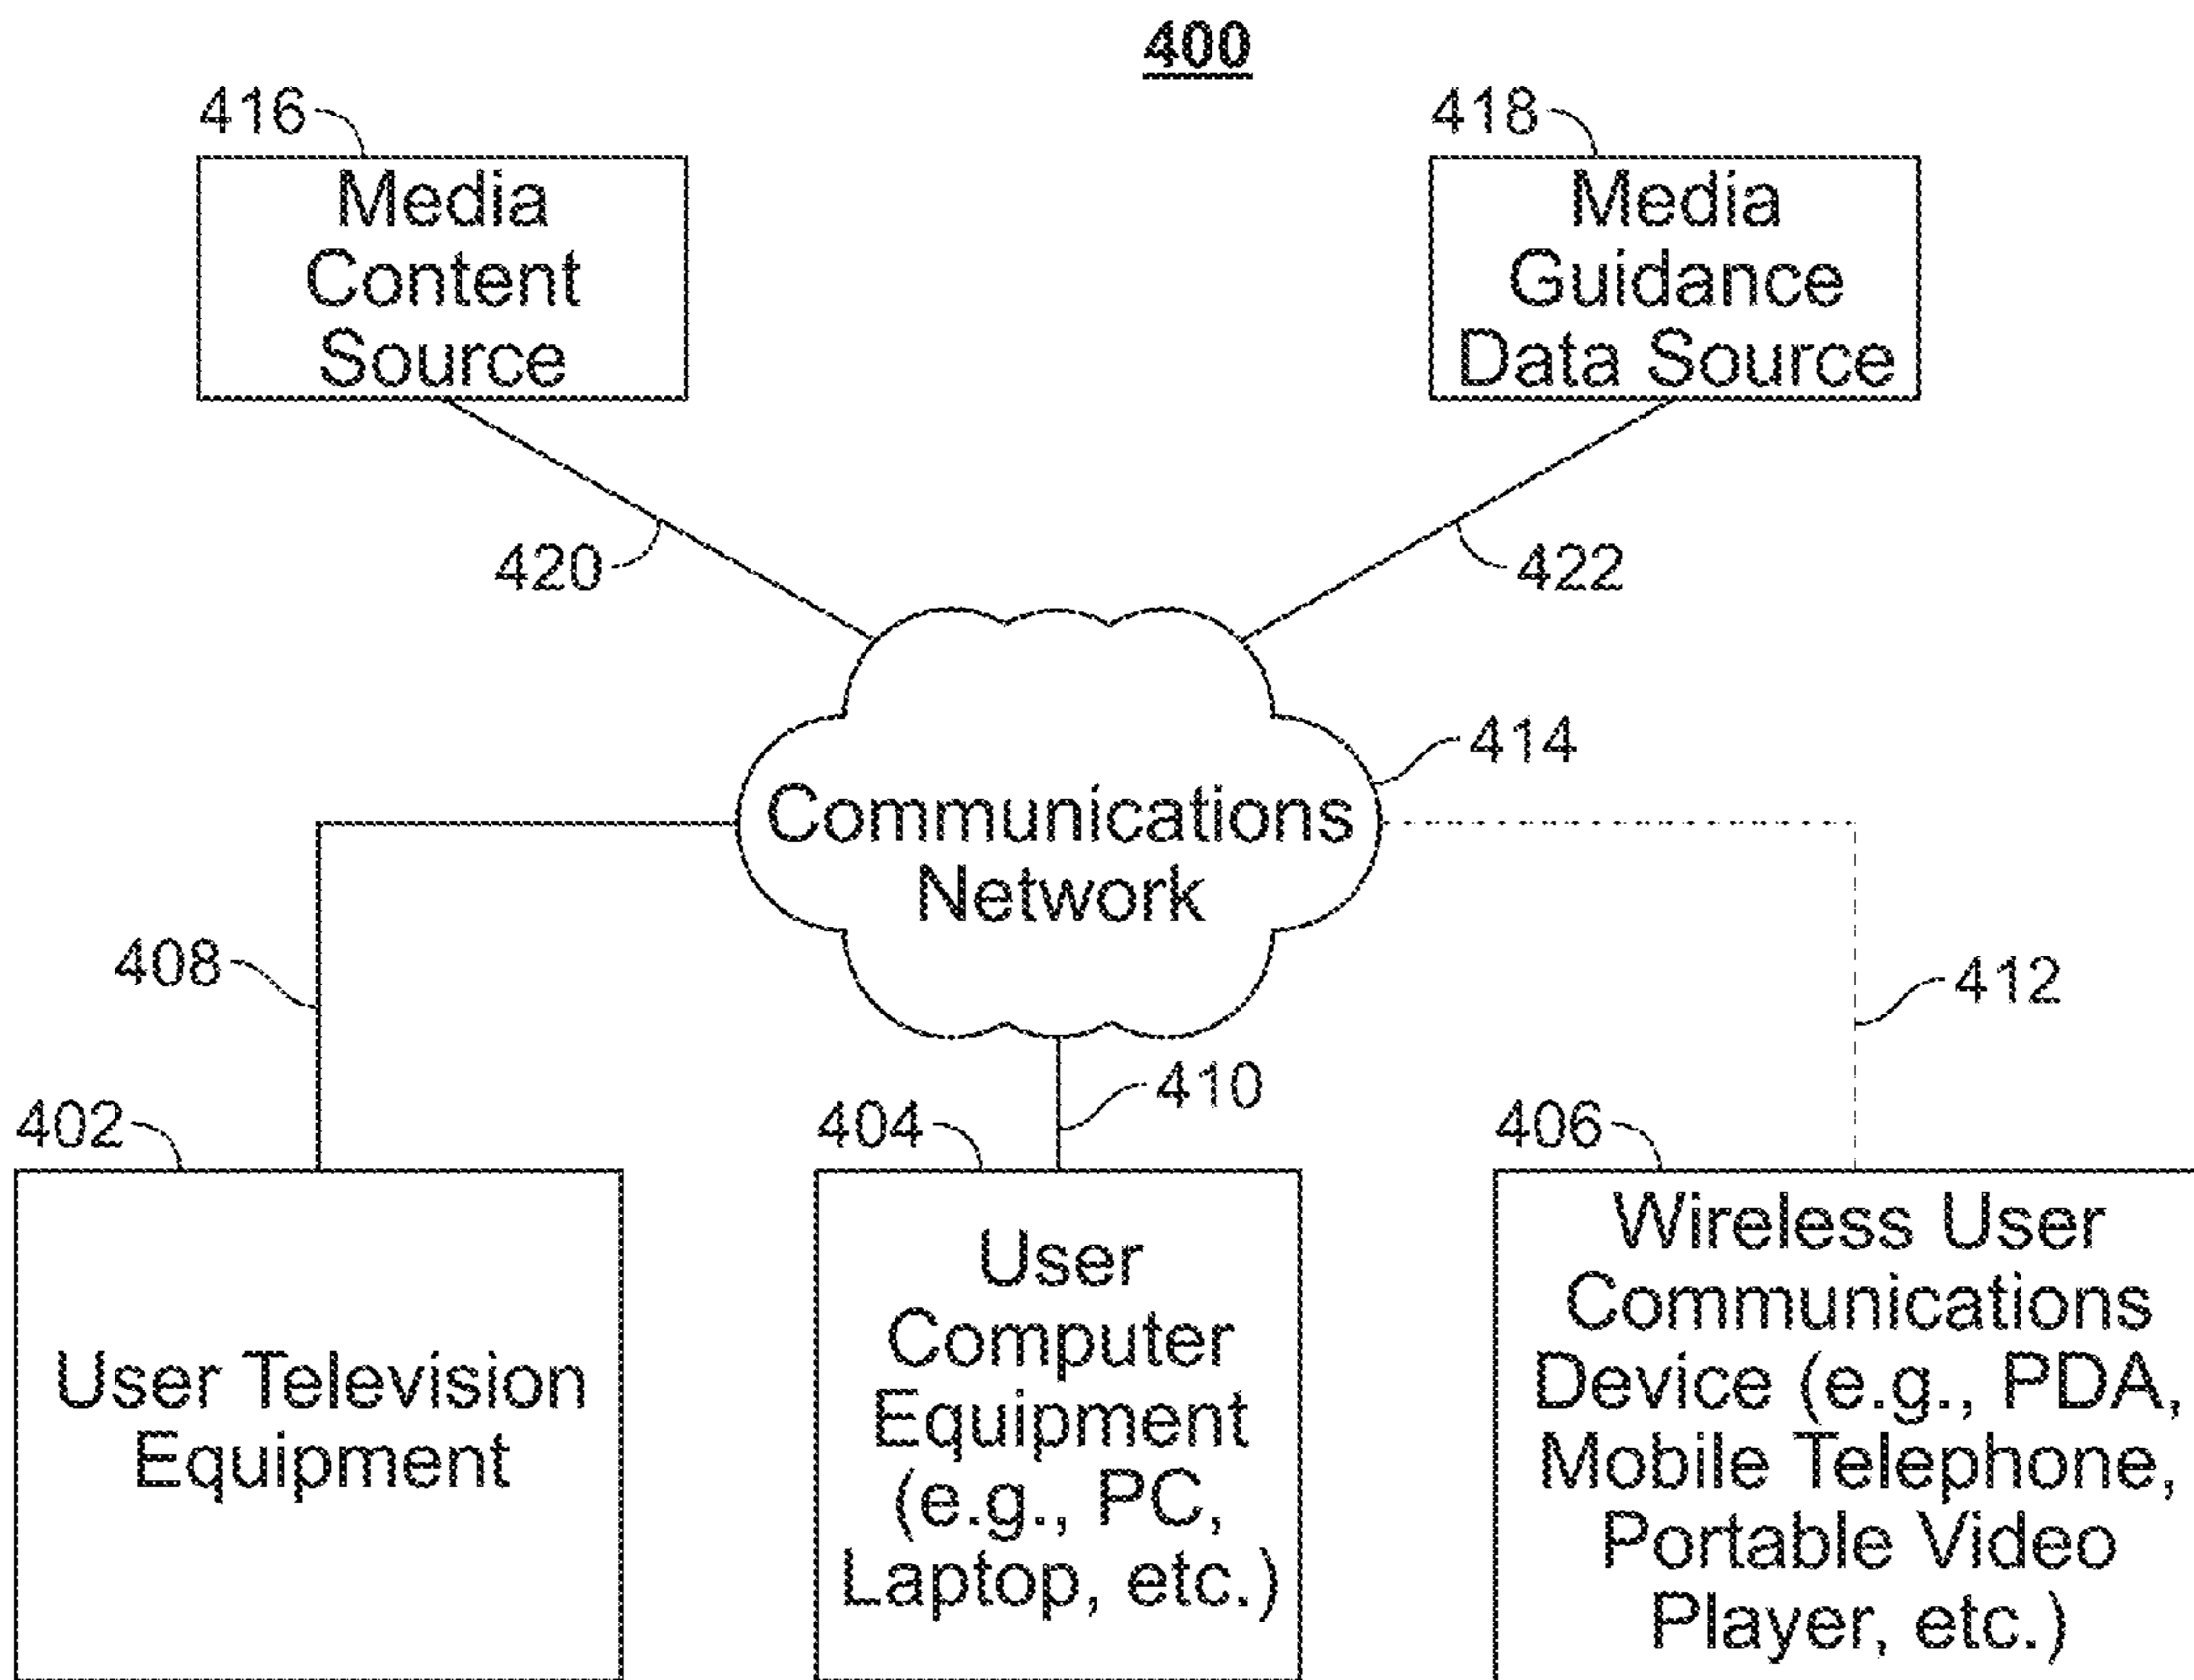 400
416
418
Media
Content
Source
Media
Guidance
Data Source
420
422
414
Communications
Network
408
412
410
402
404
406
User Television
Equipment
User
Computer
Equipment
(e.g., PC,
Laptop, etc.)
Wireless User
Communications
Device (e.g., PDA,
Mobile Telephone,
Portable Video
Player, etc.)